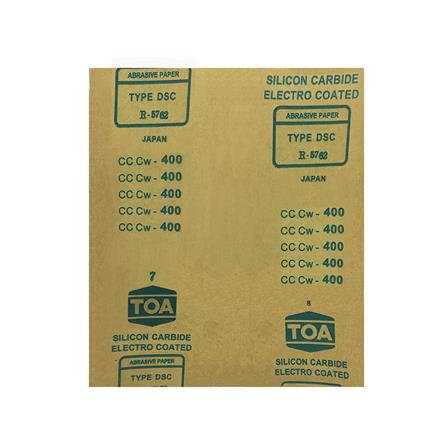 ABRASIVE PAPER
TYPE DSC
R-5762
JAPAN
CC Cw - 400
CC Cw - 400
CC Cw - 400
CC Cw - 400
CC Cw - 400
7
TOA
SILICON CARBIDE
ELECTRO COATED
ABRASIVE PAPER
TYPE DSC
SILICON CARBIDE
ELECTRO COATED
ABRASIVE PAPER
TYPE DSC
R-5762
JAPAN
CC Cw - 400
CC Cw - 400
CC Cw - 400
CC Cw - 400
CC Cw - 400
8
TOA
SILICON CARBIDE
ELECTRO COATED